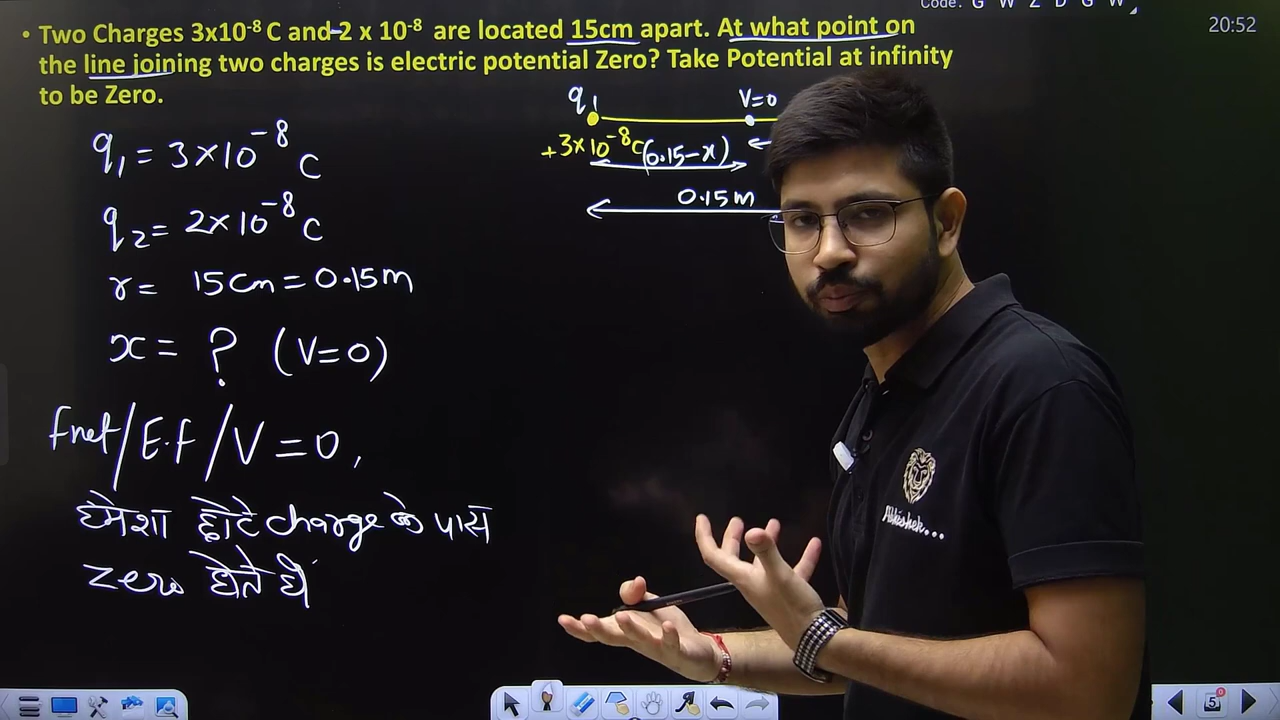 Code: G W Z D G W
20:52
• Two Charges 3x10⁻⁸ C and -2 x 10⁻⁸ are located 15cm apart. At what point on
the line joining two charges is electric potential Zero? Take Potential at infinity
to be Zero.
q₁ V=0
+3×10⁻⁸C (0.15-x)
0.15m
q₁ = 3×10⁻⁸ C
q₂ = 2×10⁻⁸ C
r = 15Cm = 0.15m
x = ? (V=0)
Fnet/E.f/V = 0,
हमेशा छोटे charge के पास
zero होते हैं
Abhishek...
5